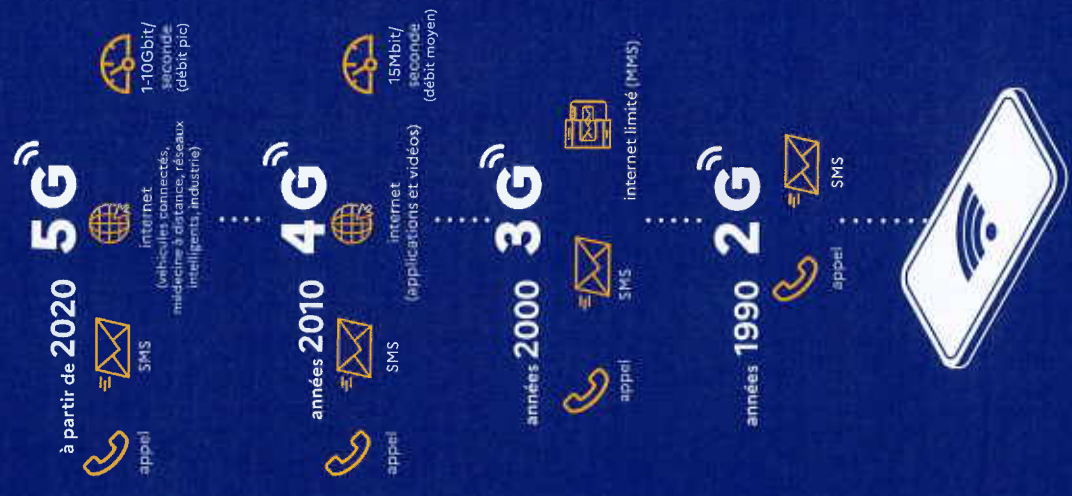 à partir de 2020 5G
appel
SMS
internet
(véhicules connectés,
médecine à distance, réseaux
intelligents, industrie)
1-10Gbit/
seconde
(débit pic)
années 2010 4G
appel
SMS
internet
(applications et vidéos)
15Mbit/
seconde
(débit moyen)
années 2000 3G
appel
SMS
internet limité (MMS)
années 1990 2G
appel
SMS